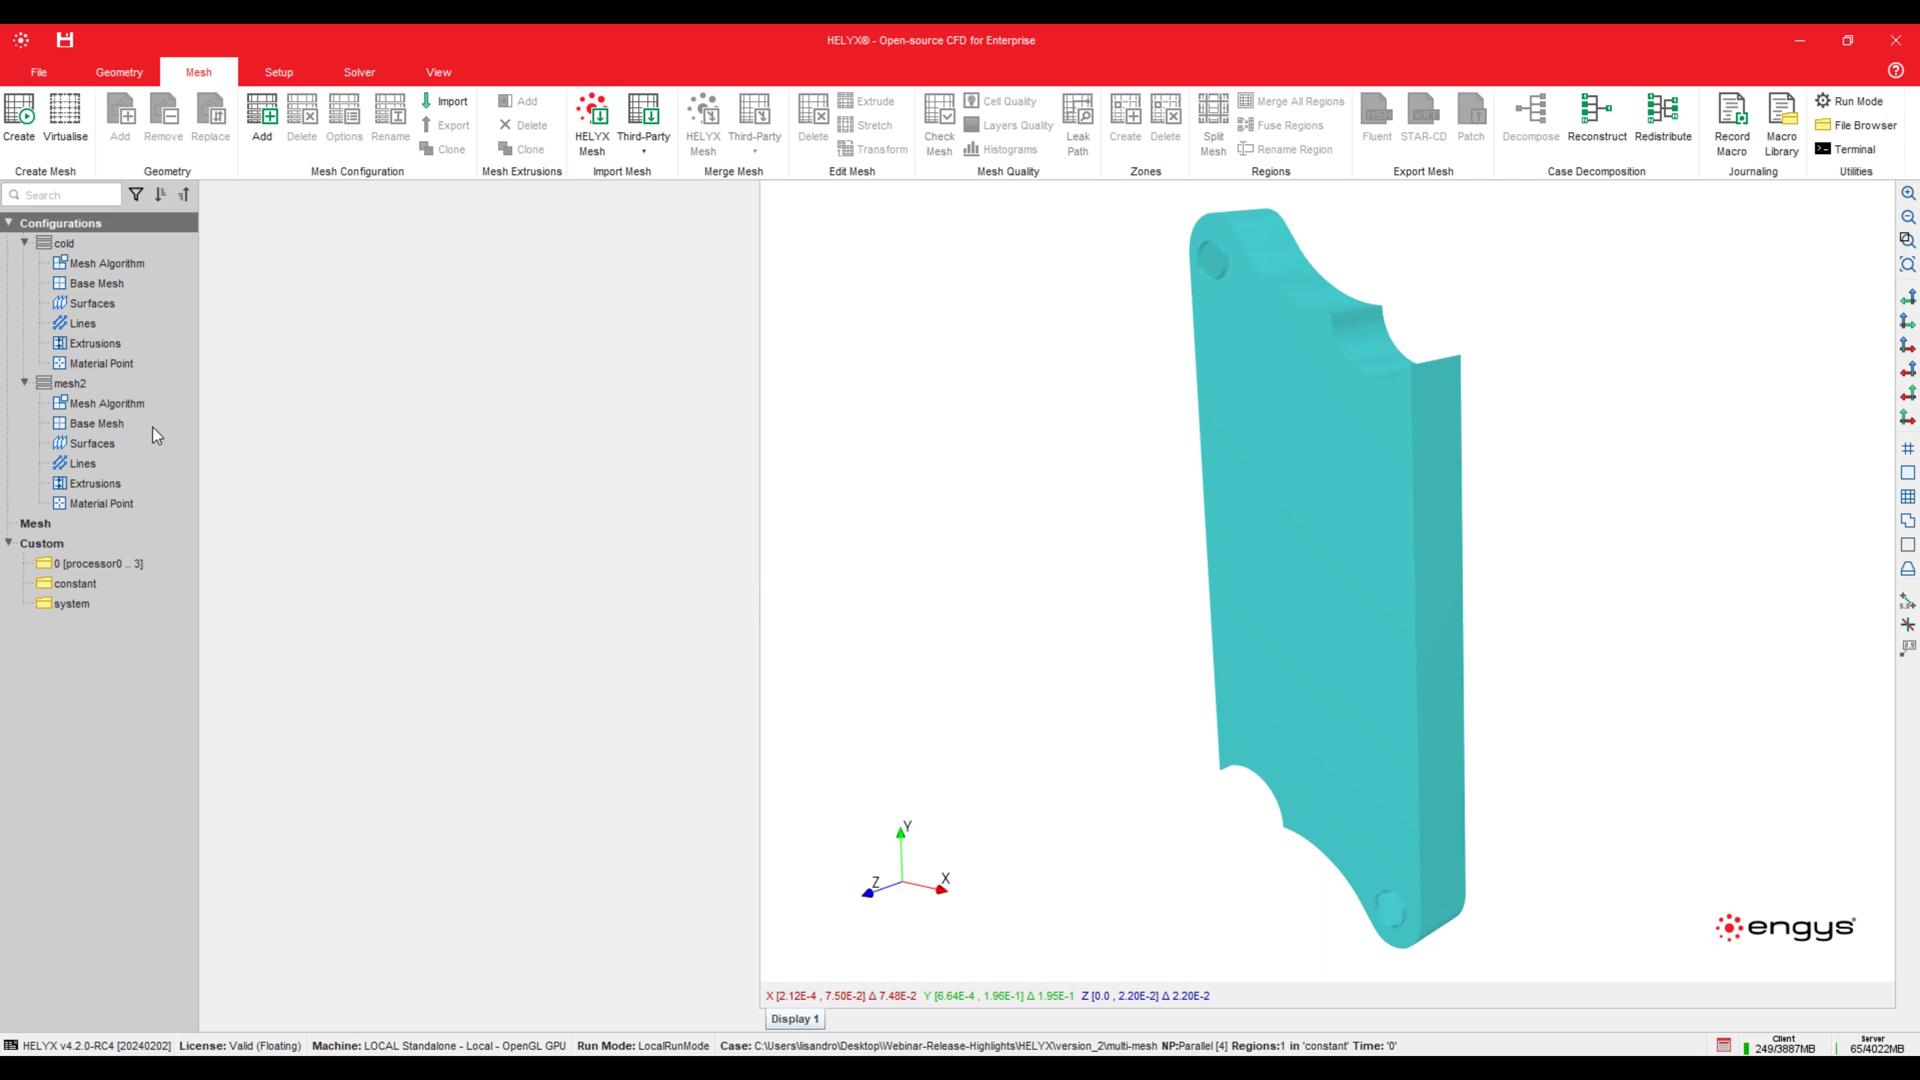 HELYX® - Open-source CFD for Enterprise
File Geometry Mesh Setup Solver View
Create Virtualise
Create Mesh
Add Remove Replace
Geometry
Add Delete Options Rename
Import
Export
Clone
Mesh Configuration
Add
Delete
Clone
Mesh Extrusions
HELYX Mesh
Third-Party
Import Mesh
HELYX Mesh
Third-Party
Merge Mesh
Delete
Extrude
Stretch
Transform
Edit Mesh
Check Mesh
Cell Quality
Layers Quality
Histograms
Leak Path
Mesh Quality
Create Delete
Zones
Split Mesh
Merge All Regions
Fuse Regions
Rename Region
Regions
Fluent STAR-CD Patch
Export Mesh
Decompose Reconstruct Redistribute
Case Decomposition
Record Macro
Macro Library
Journaling
Run Mode
File Browser
Terminal
Utilities
Search
Configurations
cold
Mesh Algorithm
Base Mesh
Surfaces
Lines
Extrusions
Material Point
mesh2
Mesh Algorithm
Base Mesh
Surfaces
Lines
Extrusions
Material Point
Mesh
Custom
0 [processor0 .. 3]
constant
system
Y
Z
X
engys
X [2.12E-4 , 7.50E-2] Δ 7.48E-2 Y [6.64E-4 , 1.96E-1] Δ 1.95E-1 Z [0.0 , 2.20E-2] Δ 2.20E-2
Display 1
HELYX v4.2.0-RC4 [20240202] License: Valid (Floating) Machine: LOCAL Standalone - Local - OpenGL GPU Run Mode: LocalRunMode Case: C:\Users\lisandro\Desktop\Webinar-Release-Highlights\HELYX\version_2\multi-mesh NP:Parallel [4] Regions:1 in 'constant' Time: '0'
Client
249/3887MB
Server
65/4022MB